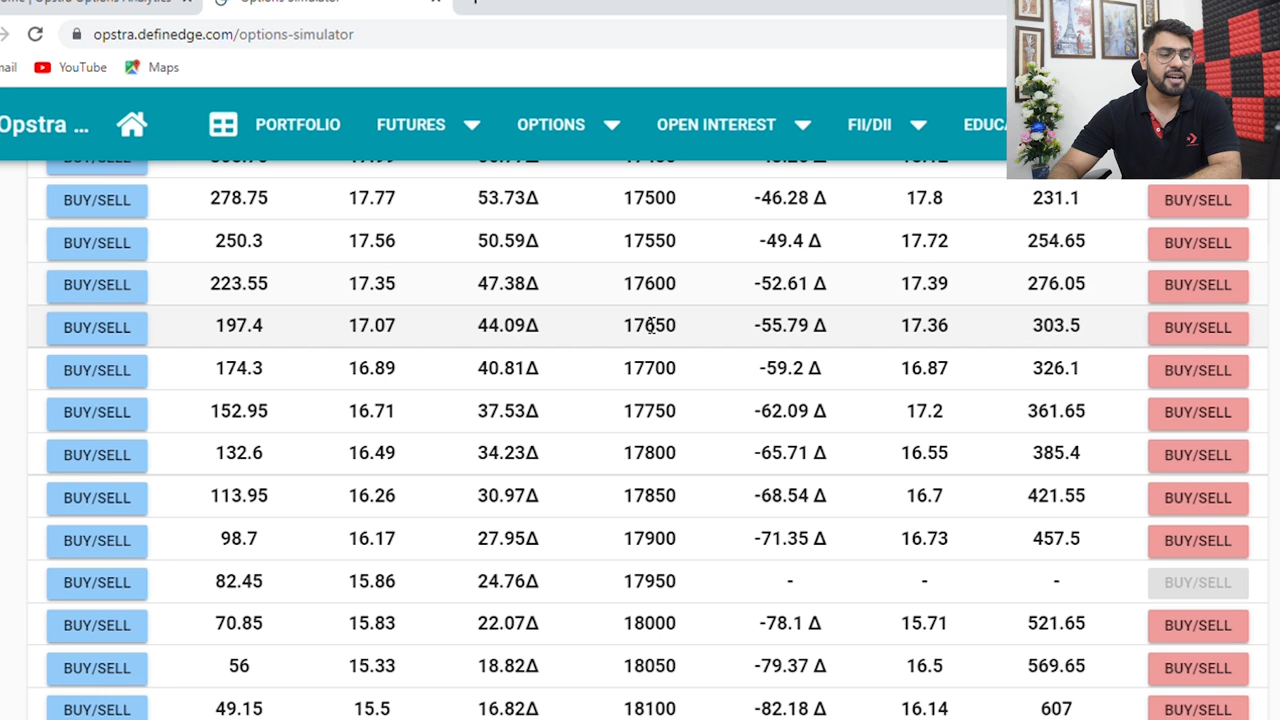 opstra.definedge.com/options-simulator
YouTube Maps
Opstra ... PORTFOLIO FUTURES OPTIONS OPEN INTEREST FII/DII
BUY/SELL 278.75 17.77 53.73Δ 17500 -46.28 Δ 17.8 231.1 BUY/SELL
BUY/SELL 250.3 17.56 50.59Δ 17550 -49.4 Δ 17.72 254.65 BUY/SELL
BUY/SELL 223.55 17.35 47.38Δ 17600 -52.61 Δ 17.39 276.05 BUY/SELL
BUY/SELL 197.4 17.07 44.09Δ 17650 -55.79 Δ 17.36 303.5 BUY/SELL
BUY/SELL 174.3 16.89 40.81Δ 17700 -59.2 Δ 16.87 326.1 BUY/SELL
BUY/SELL 152.95 16.71 37.53Δ 17750 -62.09 Δ 17.2 361.65 BUY/SELL
BUY/SELL 132.6 16.49 34.23Δ 17800 -65.71 Δ 16.55 385.4 BUY/SELL
BUY/SELL 113.95 16.26 30.97Δ 17850 -68.54 Δ 16.7 421.55 BUY/SELL
BUY/SELL 98.7 16.17 27.95Δ 17900 -71.35 Δ 16.73 457.5 BUY/SELL
BUY/SELL 82.45 15.86 24.76Δ 17950 - - - BUY/SELL
BUY/SELL 70.85 15.83 22.07Δ 18000 -78.1 Δ 15.71 521.65 BUY/SELL
BUY/SELL 56 15.33 18.82Δ 18050 -79.37 Δ 16.5 569.65 BUY/SELL
BUY/SELL 49.15 15.5 16.82Δ 18100 -82.18 Δ 16.14 607 BUY/SELL